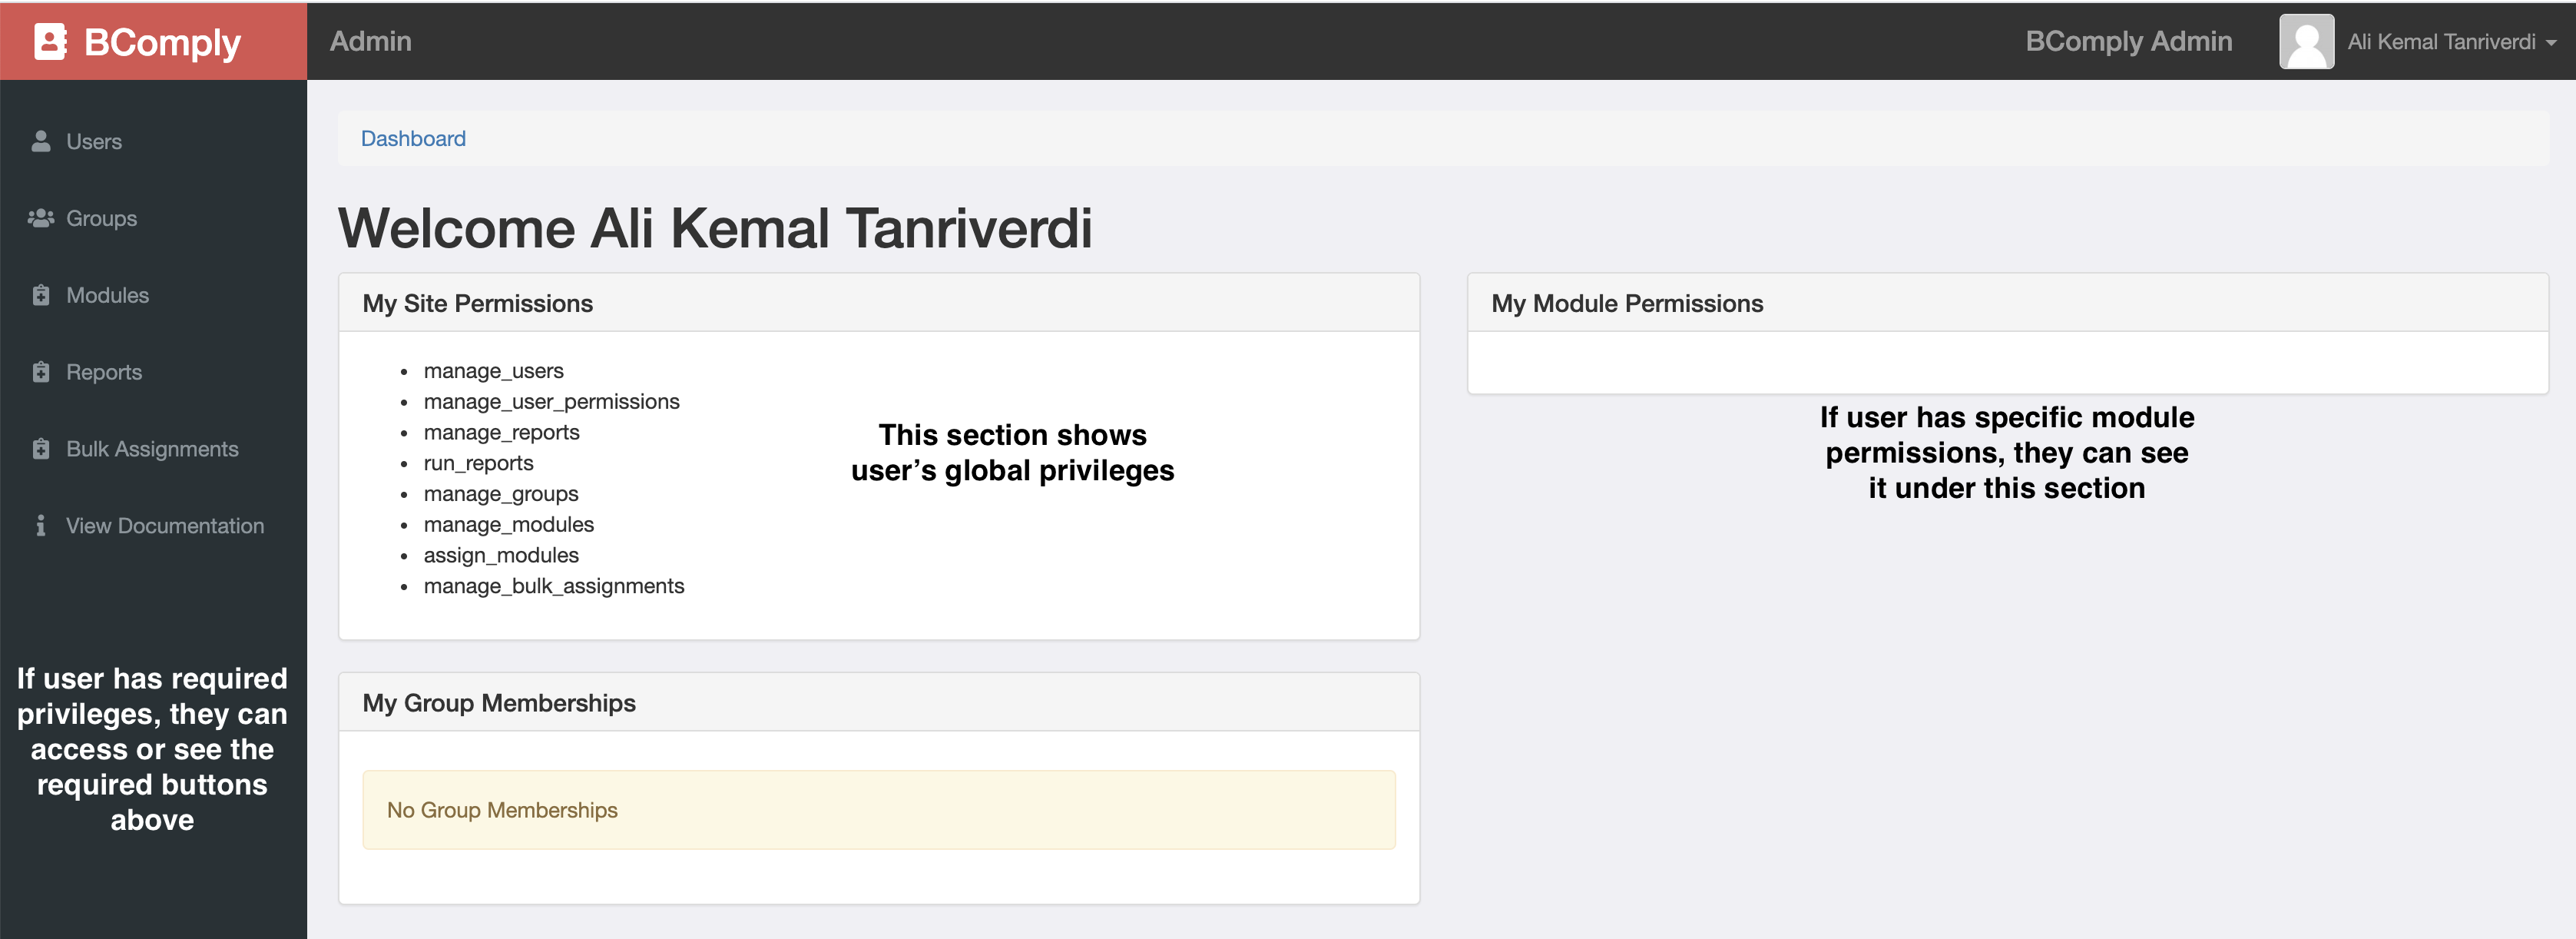 BComply
Admin
BComply Admin
Ali Kemal Tanriverdi
Users
Groups
Modules
Reports
Bulk Assignments
View Documentation
If user has required
privileges, they can
access or see the
required buttons
above
Dashboard
Welcome Ali Kemal Tanriverdi
My Site Permissions
manage_users
manage_user_permissions
manage_reports
run_reports
manage_groups
manage_modules
assign_modules
manage_bulk_assignments
This section shows
user’s global privileges
My Module Permissions
If user has specific module
permissions, they can see
it under this section
My Group Memberships
No Group Memberships